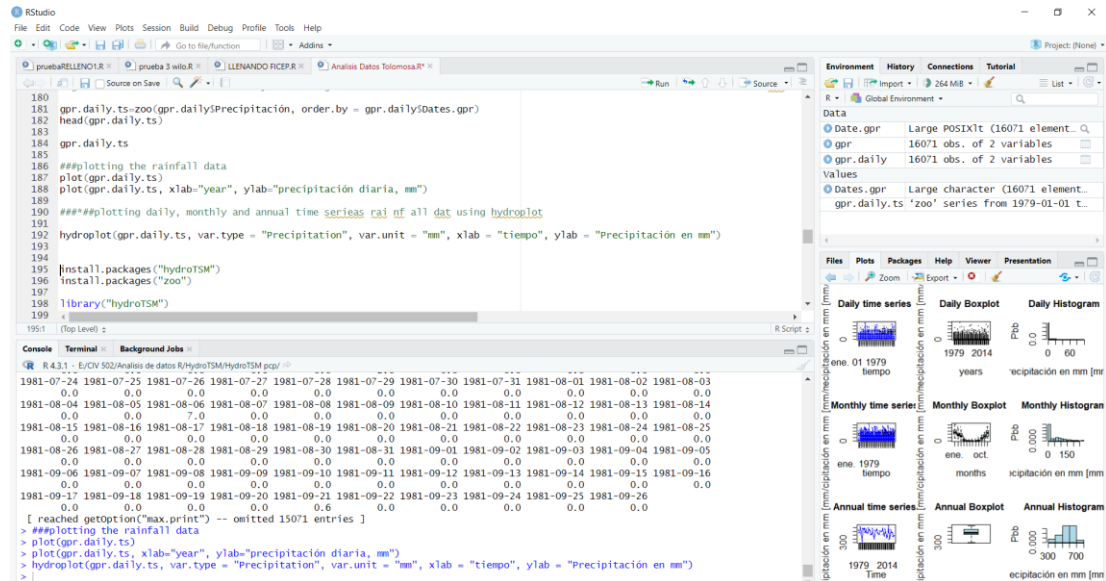 RStudio
File Edit Code View Plots Session Build Debug Profile Tools Help
Go to file/function Addins Project: (None)
pruebaRELLENO1.R prueba 3 wilo.R LLENANDO FICEP.R Analisis Datos Tolomosa.R*
Source on Save Run Source
180
181 gpr.daily.ts=zoo(gpr.daily$Precipitación, order.by = gpr.daily$Dates.gpr)
182 head(gpr.daily.ts)
183
184 gpr.daily.ts
185
186 ###plotting the rainfall data
187 plot(gpr.daily.ts)
188 plot(gpr.daily.ts, xlab="year", ylab="precipitación diaria, mm")
189
190 ###*##plotting daily, monthly and annual time serieas rai nf all dat using hydroplot
191
192 hydroplot(gpr.daily.ts, var.type = "Precipitation", var.unit = "mm", xlab = "tiempo", ylab = "Precipitación en mm")
193
194
195 install.packages("hydroTSM")
196 install.packages("zoo")
197
198 library("hydroTSM")
199
195:1 (Top Level) R Script
Console Terminal Background Jobs
R 4.3.1 · E:/CIV 502/Analisis de datos R/HydroTSM/HydroTSM pcp/
1981-07-24 1981-07-25 1981-07-26 1981-07-27 1981-07-28 1981-07-29 1981-07-30 1981-07-31 1981-08-01 1981-08-02 1981-08-03
0.0 0.0 0.0 0.0 0.0 0.0 0.0 0.0 0.0 0.0 0.0
1981-08-04 1981-08-05 1981-08-06 1981-08-07 1981-08-08 1981-08-09 1981-08-10 1981-08-11 1981-08-12 1981-08-13 1981-08-14
0.0 0.0 7.0 0.0 0.0 0.0 0.0 0.0 0.0 0.0 0.0
1981-08-15 1981-08-16 1981-08-17 1981-08-18 1981-08-19 1981-08-20 1981-08-21 1981-08-22 1981-08-23 1981-08-24 1981-08-25
0.0 0.0 0.0 0.0 0.0 0.0 0.0 0.0 0.0 0.0 0.0
1981-08-26 1981-08-27 1981-08-28 1981-08-29 1981-08-30 1981-08-31 1981-09-01 1981-09-02 1981-09-03 1981-09-04 1981-09-05
0.0 0.0 0.0 0.0 0.0 0.0 0.0 0.0 0.0 0.0 0.0
1981-09-06 1981-09-07 1981-09-08 1981-09-09 1981-09-10 1981-09-11 1981-09-12 1981-09-13 1981-09-14 1981-09-15 1981-09-16
0.0 0.0 0.0 0.0 0.0 0.0 0.0 0.0 0.0 0.0 0.0
1981-09-17 1981-09-18 1981-09-19 1981-09-20 1981-09-21 1981-09-22 1981-09-23 1981-09-24 1981-09-25 1981-09-26
0.0 0.0 0.0 0.0 0.6 0.0 0.0 0.0 0.0 0.0
[ reached getOption("max.print") -- omitted 15071 entries ]
> ###plotting the rainfall data
> plot(gpr.daily.ts)
> plot(gpr.daily.ts, xlab="year", ylab="precipitación diaria, mm")
> hydroplot(gpr.daily.ts, var.type = "Precipitation", var.unit = "mm", xlab = "tiempo", ylab = "Precipitación en mm")
>
Environment History Connections Tutorial
Import 264 MiB List
R Global Environment
Data
Date.gpr Large POSIXlt (16071 element…
gpr 16071 obs. of 2 variables
gpr.daily 16071 obs. of 2 variables
Values
Dates.gpr Large character (16071 element…
gpr.daily.ts 'zoo' series from 1979-01-01 t…
Files Plots Packages Help Viewer Presentation
Zoom Export
Daily time series Daily Boxplot Daily Histogram
0 0 Pbb 0.0 0 60
ene. 01 1979 1979 2014
tiempo years recipitación en mm [mr
Monthly time series Monthly Boxplot Monthly Histogran
0 0 Pbb 0.000 0 150
ene. 1979 ene. oct.
tiempo months ecipitación en mm [mr
Annual time series Annual Boxplot Annual Histogram
300 300 Pbb 0.000 300 700
1979 2014
Time ecipitación en mm [mr